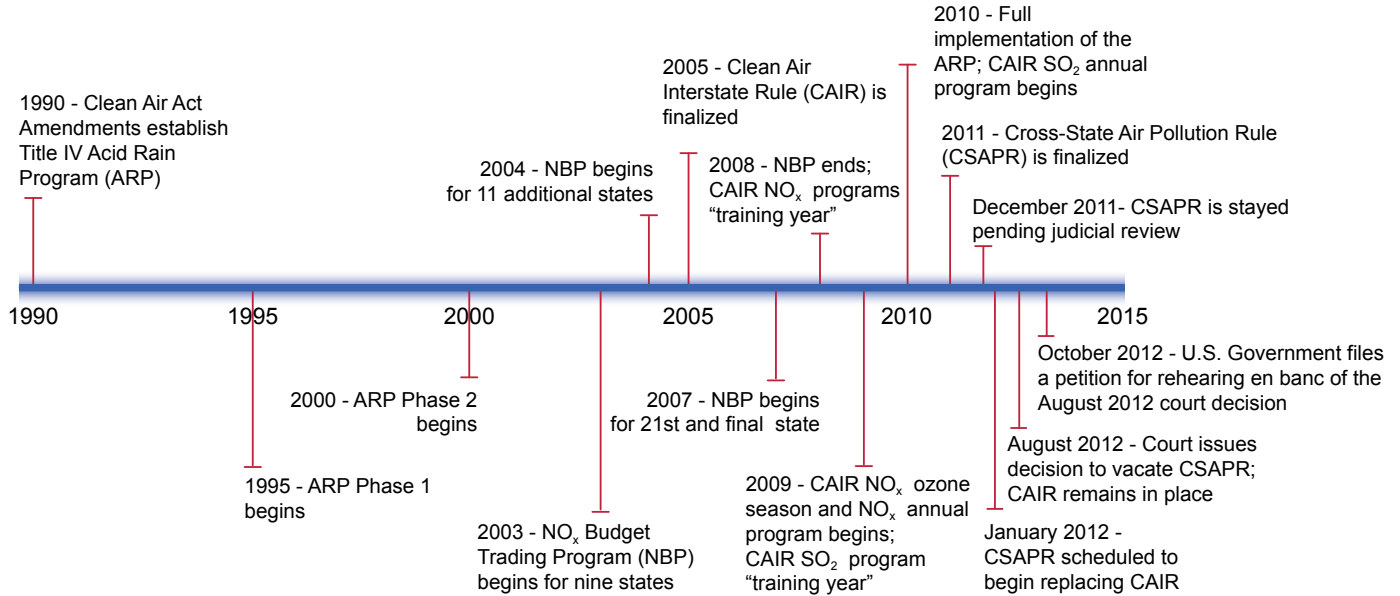 1990 - Clean Air Act
Amendments establish
Title IV Acid Rain
Program (ARP)
2004 - NBP begins
for 11 additional states
2005 - Clean Air
Interstate Rule (CAIR) is
finalized
2008 - NBP ends;
CAIR NOx programs
“training year”
2010 - Full
implementation of the
ARP; CAIR SO2 annual
program begins
2011 - Cross-State Air Pollution Rule
(CSAPR) is finalized
December 2011- CSAPR is stayed
pending judicial review
1990 1995 2000 2005 2010 2015
1995 - ARP Phase 1
begins
2000 - ARP Phase 2
begins
2003 - NOx Budget
Trading Program (NBP)
begins for nine states
2007 - NBP begins
for 21st and final state
2009 - CAIR NOx ozone
season and NOx annual
program begins;
CAIR SO2 program
“training year”
January 2012 -
CSAPR scheduled to
begin replacing CAIR
August 2012 - Court issues
decision to vacate CSAPR;
CAIR remains in place
October 2012 - U.S. Government files
a petition for rehearing en banc of the
August 2012 court decision